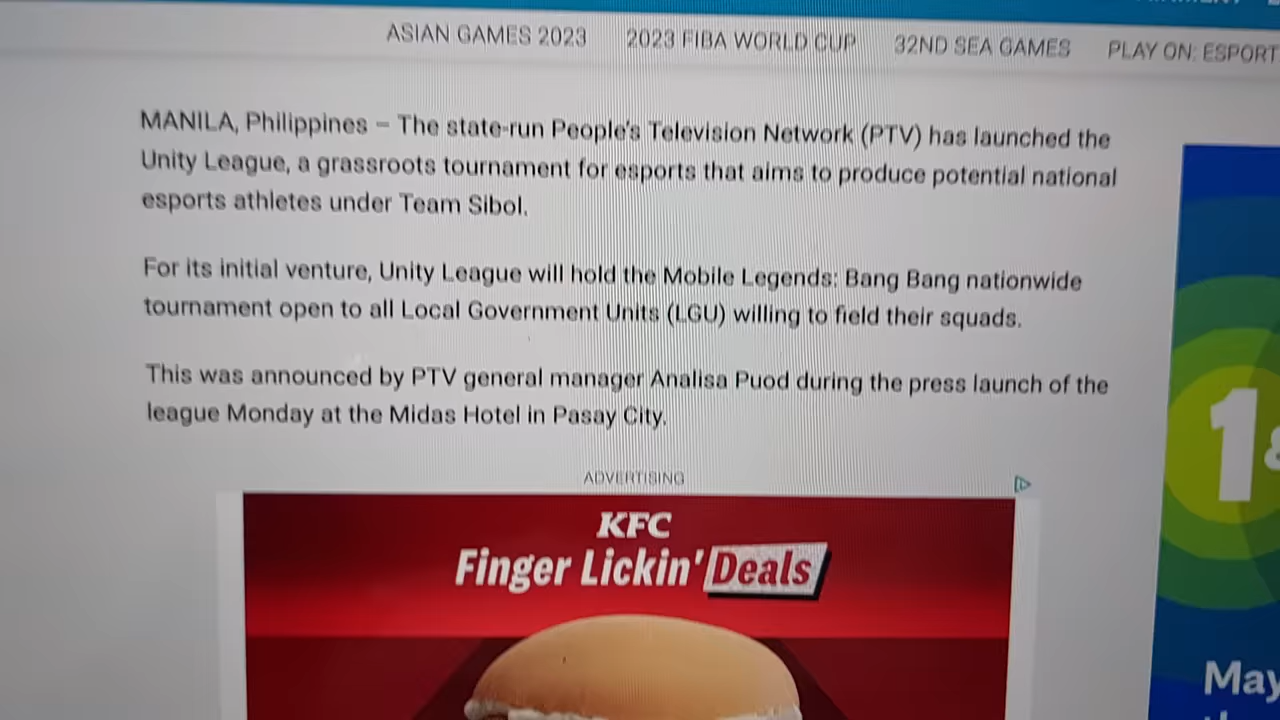 ASIAN GAMES 2023 2023 FIBA WORLD CUP 32ND SEA GAMES PLAY ON: ESPORT
MANILA, Philippines – The state-run People's Television Network (PTV) has launched the
Unity League, a grassroots tournament for esports that aims to produce potential national
esports athletes under Team Sibol.
For its initial venture, Unity League will hold the Mobile Legends: Bang Bang nationwide
tournament open to all Local Government Units (LGU) willing to field their squads.
This was announced by PTV general manager Analisa Puod during the press launch of the
league Monday at the Midas Hotel in Pasay City.
ADVERTISING
KFC
Finger Lickin' Deals
1
May